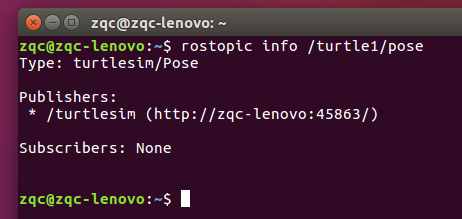 zqc@zqc-lenovo: ~
zqc@zqc-lenovo:~$ rostopic info /turtle1/pose
Type: turtlesim/Pose
Publishers:
 * /turtlesim (http://zqc-lenovo:45863/)
Subscribers: None
zqc@zqc-lenovo:~$